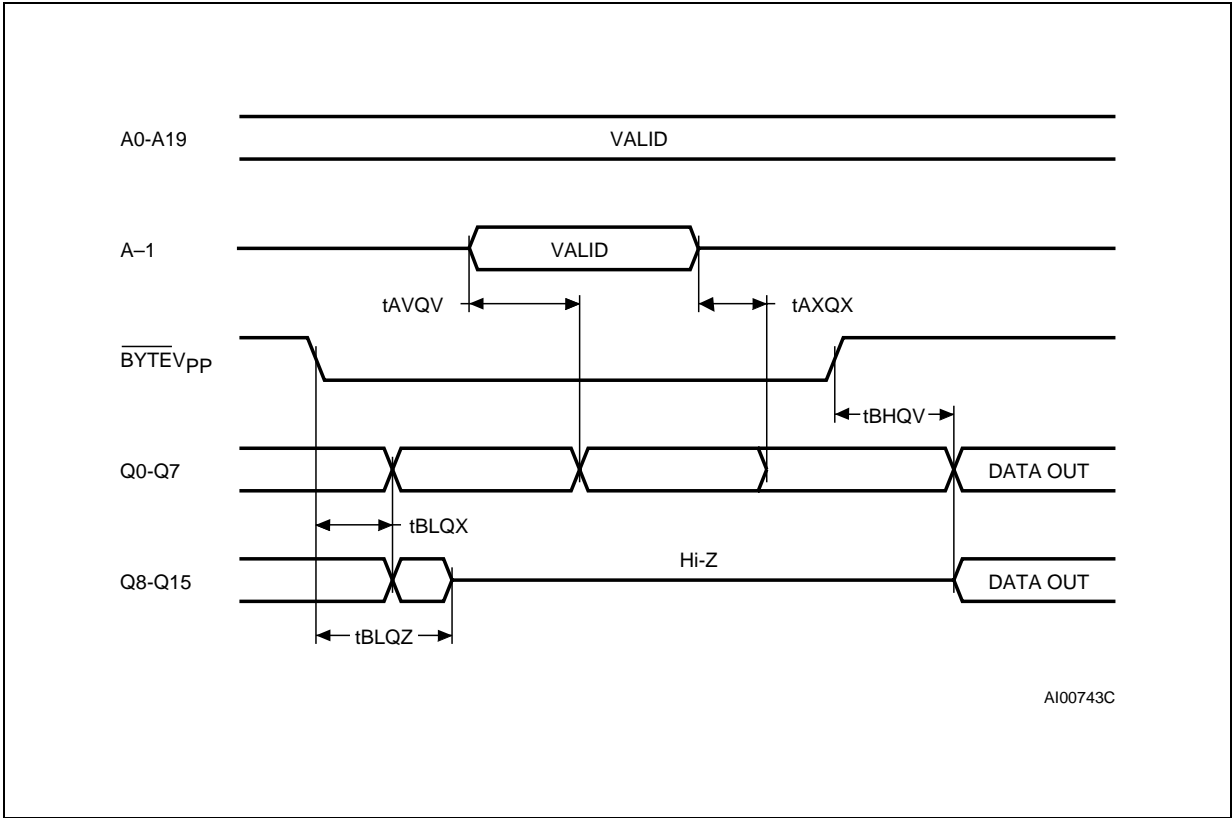 A0-A19
VALID
A–1
VALID
tAVQV
tAXQX
BYTEVPP
tBHQV
Q0-Q7
DATA OUT
tBLQX
Hi-Z
Q8-Q15
DATA OUT
tBLQZ
AI00743C